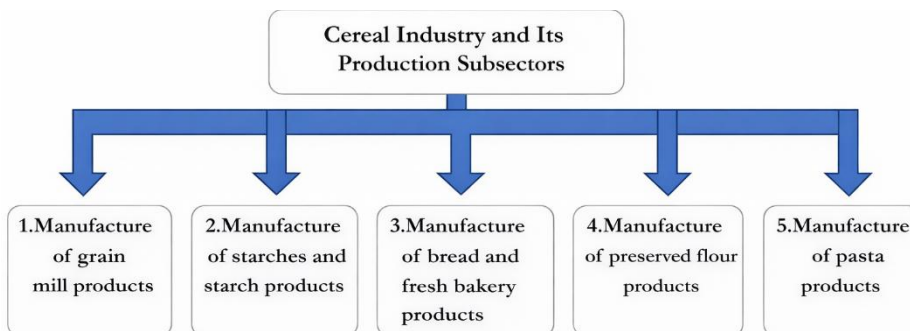 Cereal Industry and Its
Production Subsectors
1.Manufacture
of grain
mill products
2.Manufacture
of starches and
starch products
3.Manufacture
of bread and
fresh bakery
products
4.Manufacture
of preserved flour
products
5.Manufacture
of pasta
products